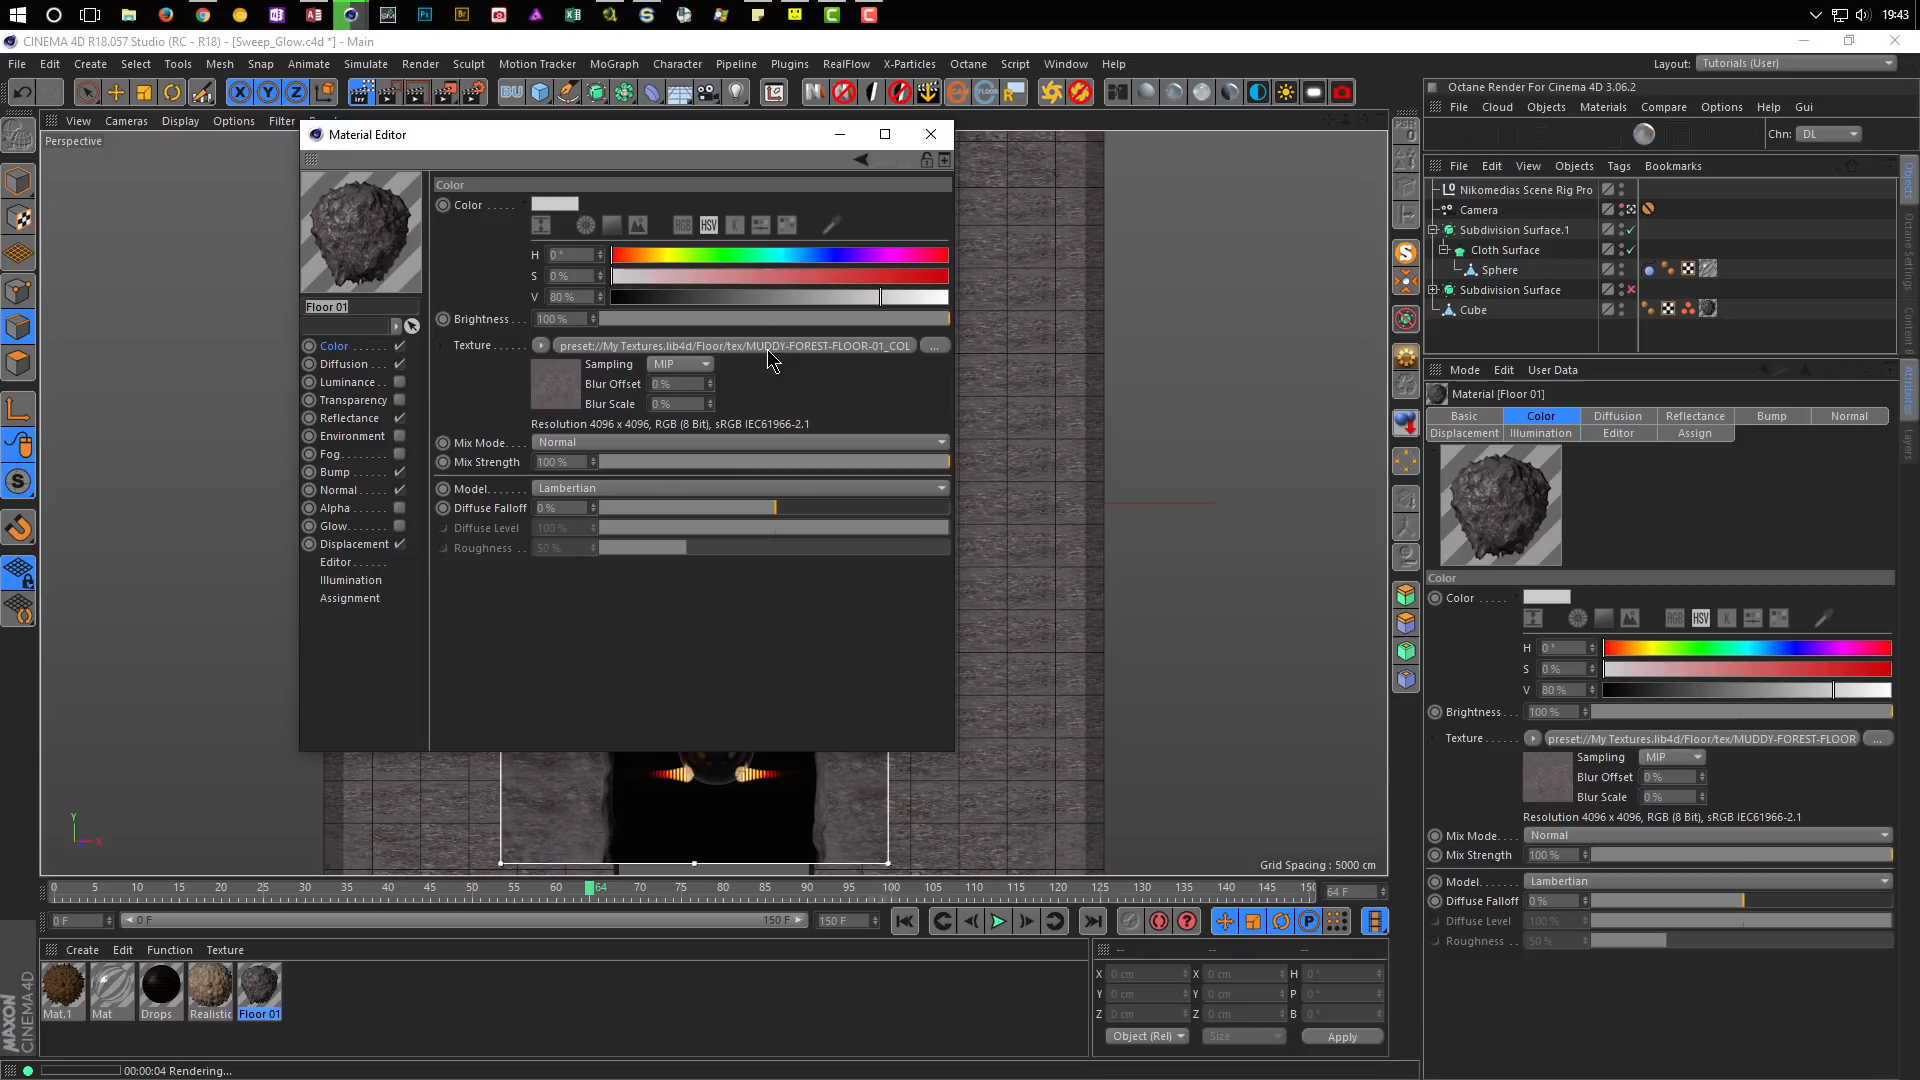 19:43
CINEMA 4D R18.057 Studio (RC - R18) - [Sweep_Glow.c4d *] - Main
File Edit Create Select Tools Mesh Snap Animate Simulate Render Sculpt Motion Tracker MoGraph Character Pipeline Plugins RealFlow X-Particles Octane Script Window Help
Layout: Tutorials (User)
View Cameras Display Options Filter
Perspective
Material Editor
Color
Color
H 0 °
S 0 %
V 80 %
Brightness 100 %
Texture preset://My Textures.lib4d/Floor/tex/MUDDY-FOREST-FLOOR-01_COL ...
Sampling MIP
Blur Offset 0 %
Blur Scale 0 %
Resolution 4096 x 4096, RGB (8 Bit), sRGB IEC61966-2.1
Mix Mode Normal
Mix Strength 100 %
Model Lambertian
Diffuse Falloff 0 %
Diffuse Level 100 %
Roughness 50 %
Floor 01
Color
Diffusion
Luminance
Transparency
Reflectance
Environment
Fog
Bump
Normal
Alpha
Glow
Displacement
Editor
Illumination
Assignment
Grid Spacing : 5000 cm
0 5 10 15 20 25 30 35 40 45 50 55 60 64 70 75 80 85 90 95 100 105 110 115 120 125 130 135 140 145 150
64 F
0 F 0 F 150 F 150 F
Create Edit Function Texture
Mat.1 Mat Drops Realistic Floor 01
X 0 cm X 0 cm H 0 °
Y 0 cm Y 0 cm P 0 °
Z 0 cm Z 0 cm B 0 °
Object (Rel) Size Apply
MAXON CINEMA 4D
00:00:04 Rendering...
Octane Render For Cinema 4D 3.06.2
File Cloud Objects Materials Compare Options Help Gui
Chn: DL
File Edit View Objects Tags Bookmarks
Nikomedias Scene Rig Pro
Camera
Subdivision Surface.1
Cloth Surface
Sphere
Subdivision Surface
Cube
Mode Edit User Data
Material [Floor 01]
Basic Color Diffusion Reflectance Bump Normal
Displacement Illumination Editor Assign
Color
Color
H 0 °
S 0 %
V 80 %
Brightness 100 %
Texture preset://My Textures.lib4d/Floor/tex/MUDDY-FOREST-FLOOR ...
Sampling MIP
Blur Offset 0 %
Blur Scale 0 %
Resolution 4096 x 4096, RGB (8 Bit), sRGB IEC61966-2.1
Mix Mode Normal
Mix Strength 100 %
Model Lambertian
Diffuse Falloff 0 %
Diffuse Level 100 %
Roughness 50 %
Objects
Octane Settings
Attributes
Layers